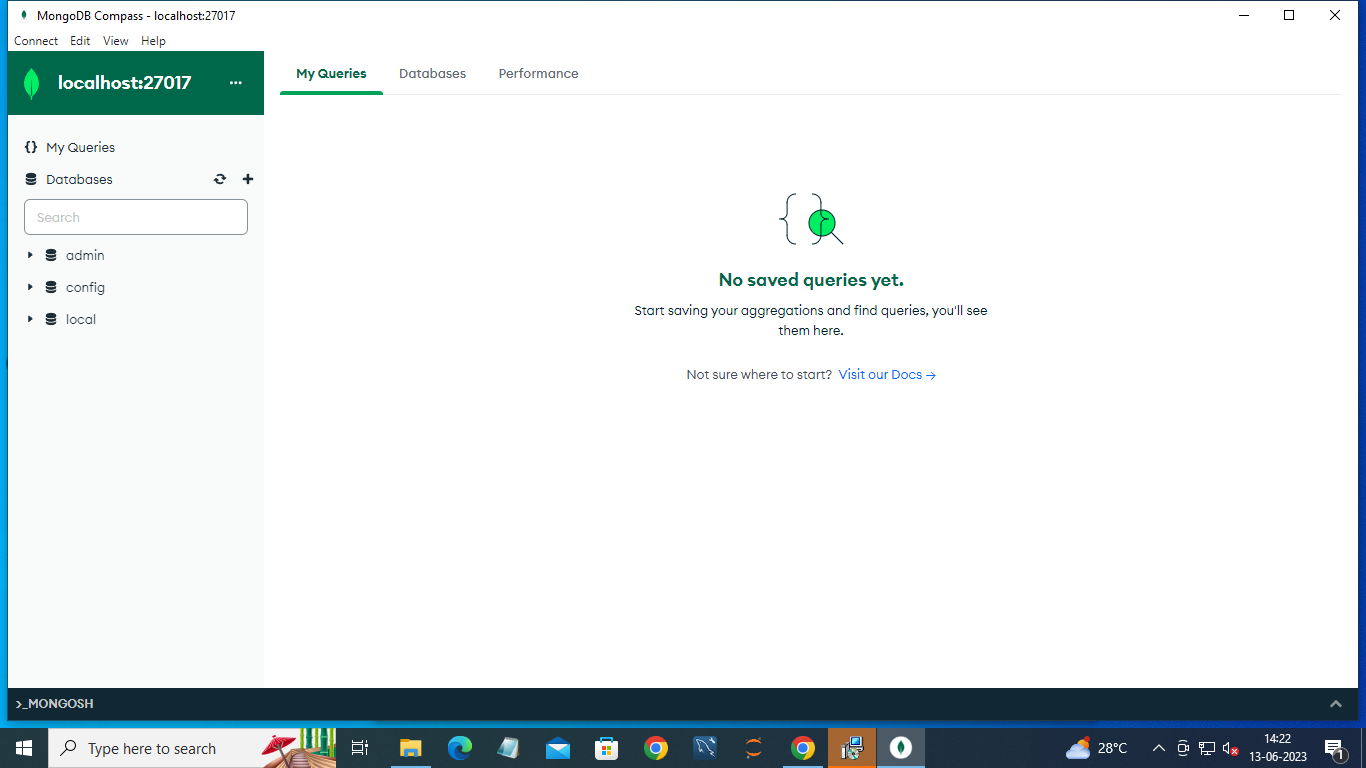 MongoDB Compass - localhost:27017
Connect Edit View Help
localhost:27017 ...
My Queries Databases Performance
{} My Queries
Databases
Search
admin
config
local
No saved queries yet.
Start saving your aggregations and find queries, you'll see
them here.
Not sure where to start? Visit our Docs →
>_MONGOSH
Type here to search
28°C
14:22
13-06-2023
1